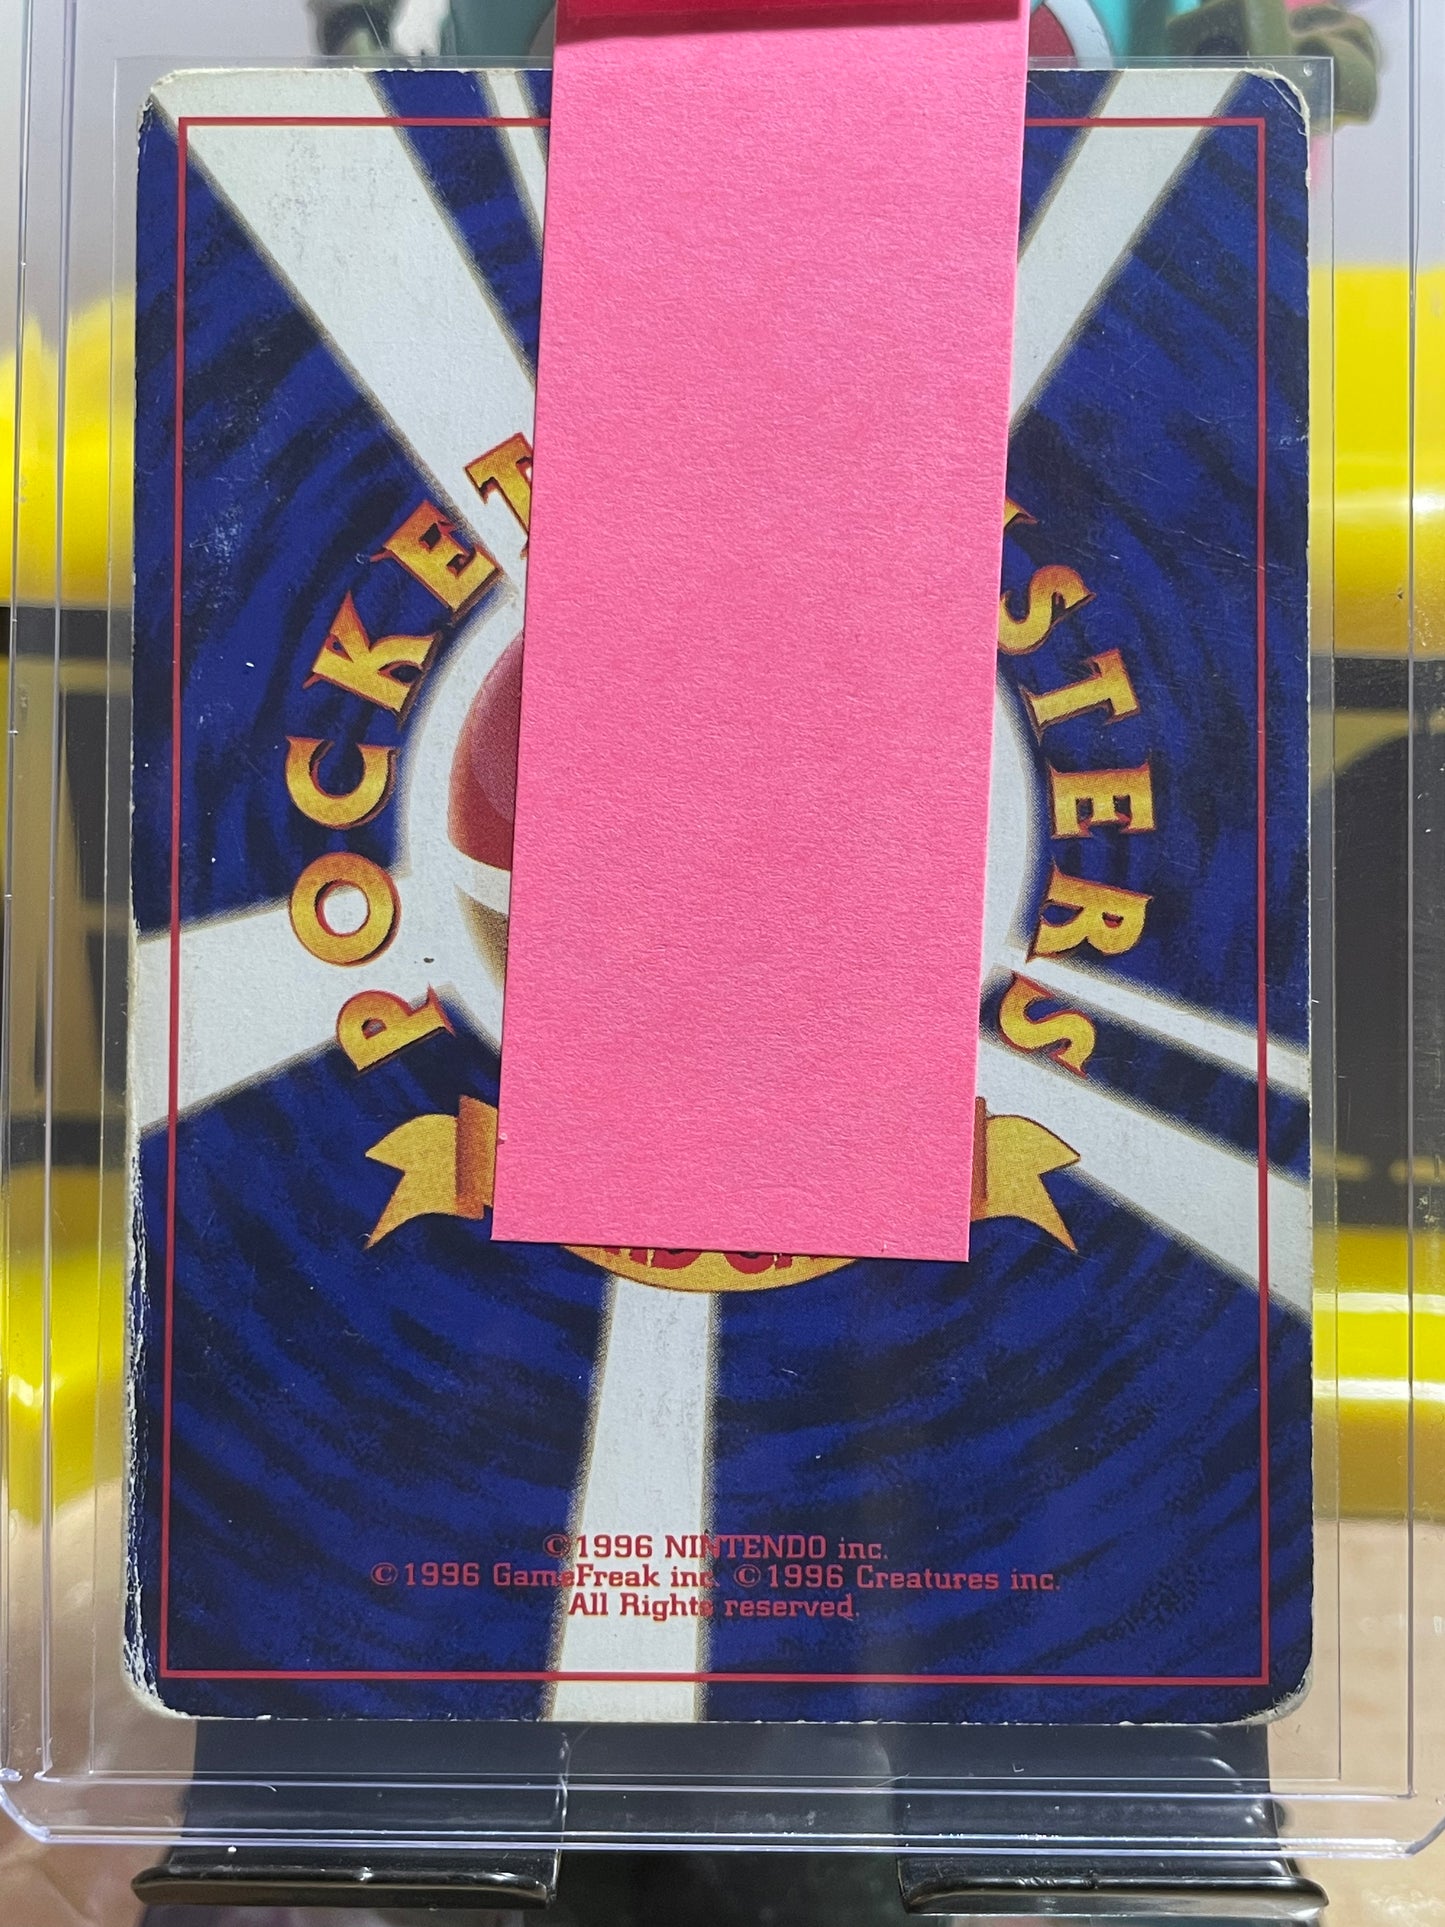 POCKET
STERS
©1996 NINTENDO inc.
©1996 GameFreak inc. ©1996 Creatures inc.
All Rights reserved.